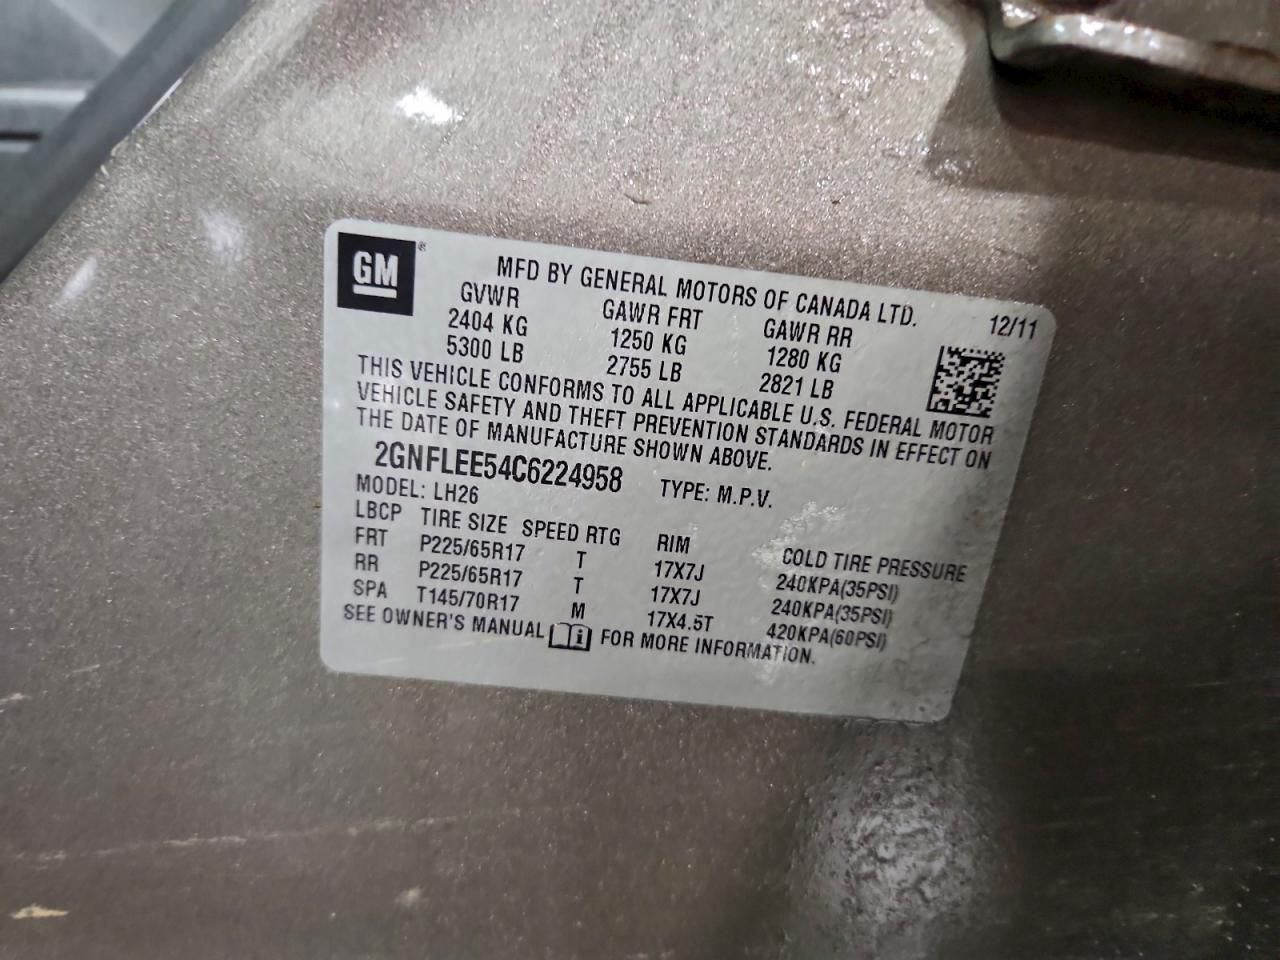 GM®
MFD BY GENERAL MOTORS OF CANADA LTD.
GVWR GAWR FRT GAWR RR 12/11
2404 KG 1250 KG 1280 KG
5300 LB 2755 LB 2821 LB
THIS VEHICLE CONFORMS TO ALL APPLICABLE U.S. FEDERAL MOTOR
VEHICLE SAFETY AND THEFT PREVENTION STANDARDS IN EFFECT ON
THE DATE OF MANUFACTURE SHOWN ABOVE.
2GNFLEE54C6224958 TYPE: M.P.V.
MODEL: LH26
LBCP TIRE SIZE SPEED RTG RIM COLD TIRE PRESSURE
FRT P225/65R17 T 17X7J 240KPA(35PSI)
RR P225/65R17 T 17X7J 240KPA(35PSI)
SPA T145/70R17 M 17X4.5T 420KPA(60PSI)
SEE OWNER'S MANUAL i FOR MORE INFORMATION.